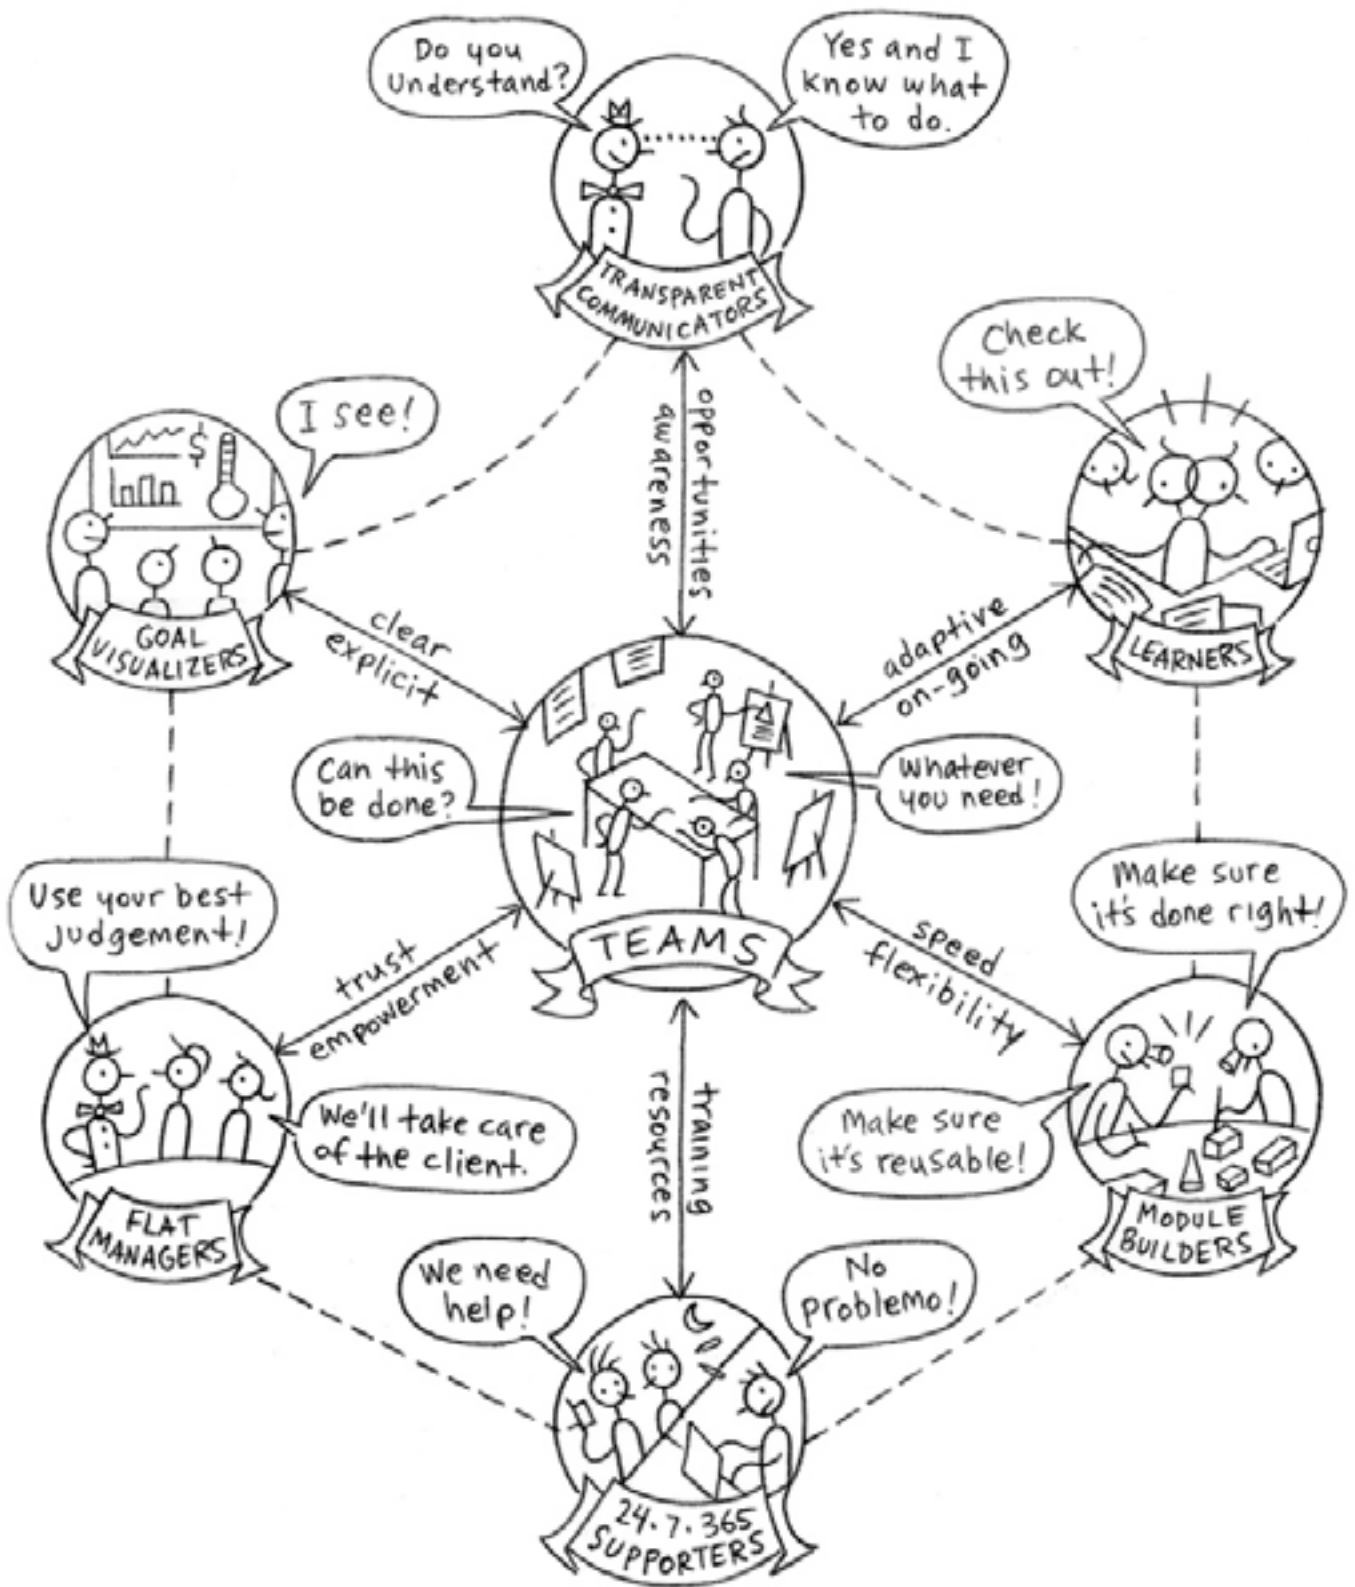 Do you
Understand?
Yes and I
know what
to do.
TRANSPARENT
COMMUNICATORS
Check
this out!
I see!
$
opportunities
awareness
GOAL
VISUALIZERS
LEARNERS
clear
explicit
adaptive
on-going
Can this
be done?
Whatever
you need!
Use your best
judgement!
Make sure
it's done right!
TEAMS
trust
empowerment
speed
flexibility
We'll take care
of the client.
training
resources
Make sure
it's reusable!
FLAT
MANAGERS
MODULE
BUILDERS
We need
help!
No
problemo!
24.7.365
SUPPORTERS